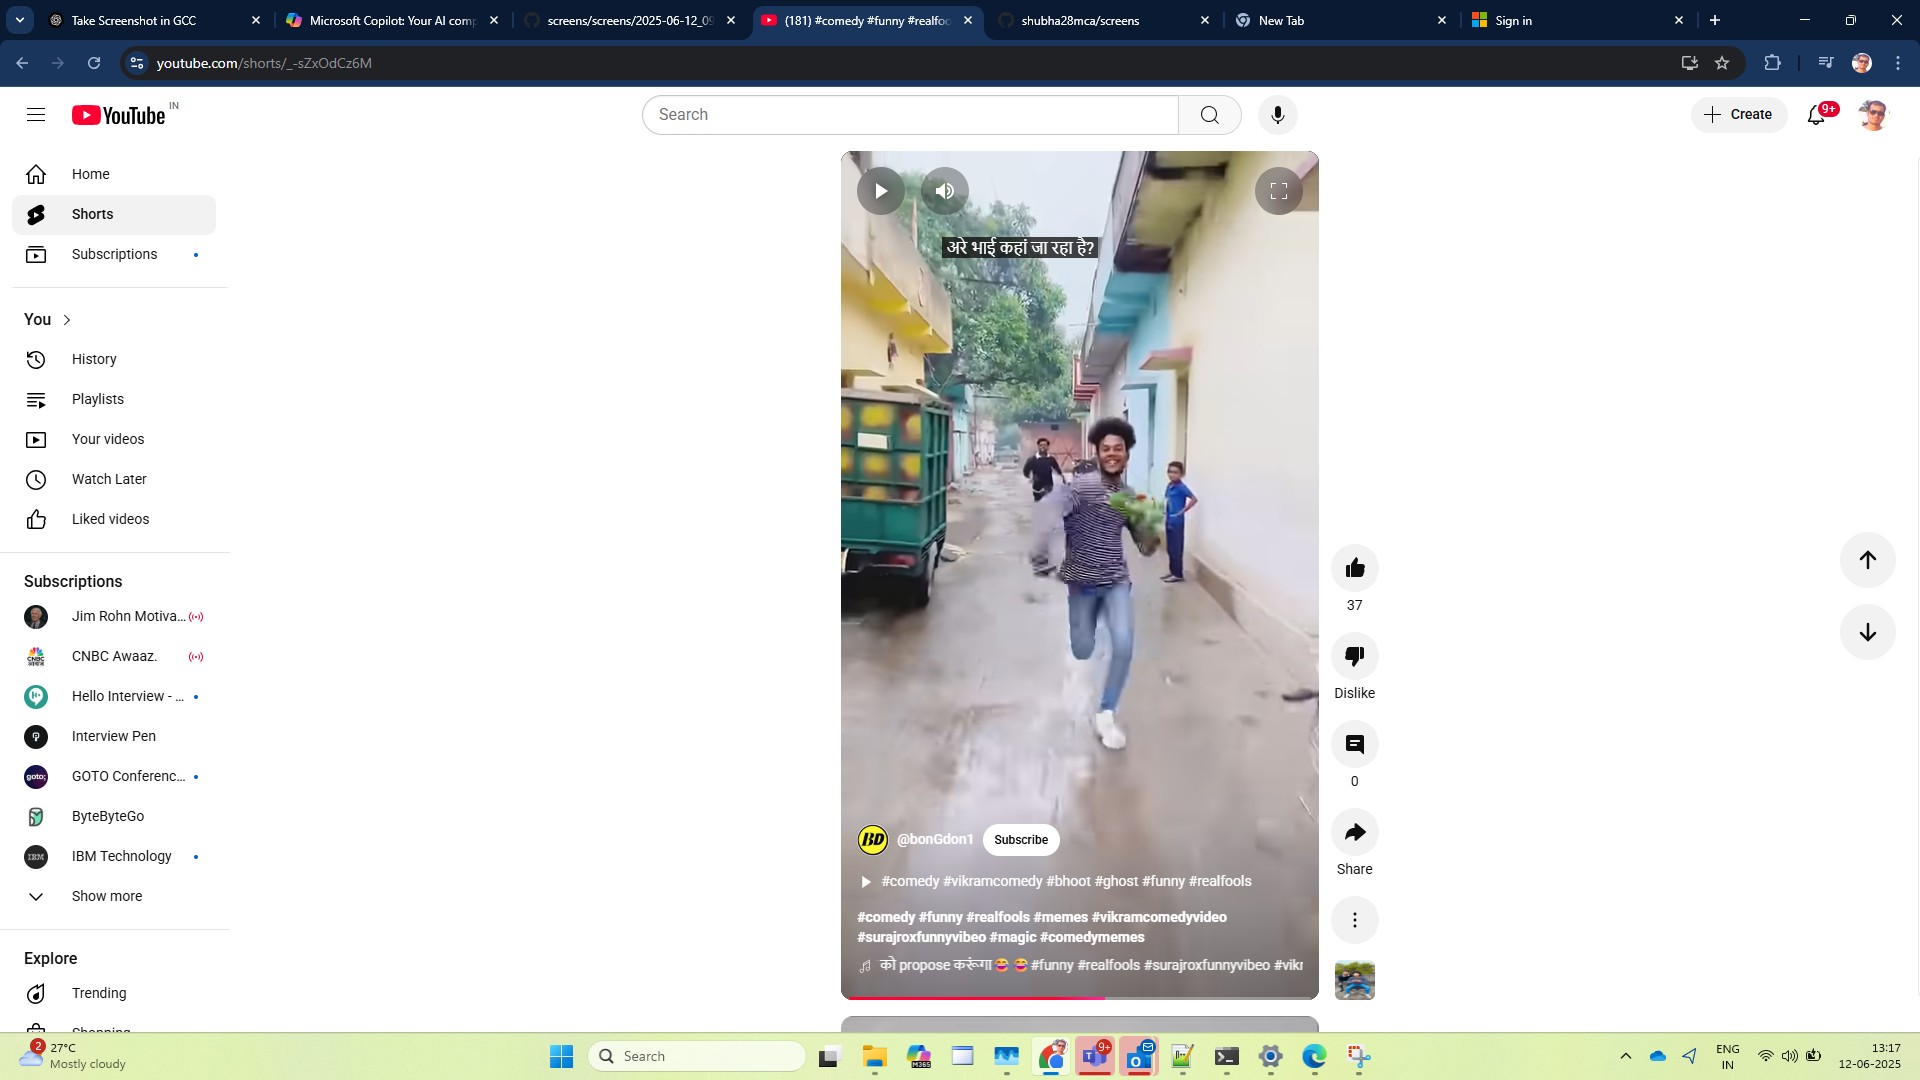 Take Screenshot in GCC
Microsoft Copilot: Your AI comp
screens/screens/2025-06-12_09
(181) #comedy #funny #realfoo
shubha28mca/screens
New Tab
Sign in
youtube.com/shorts/_-sZxOdCz6M
YouTube IN
Search
Create
9+
Home
Shorts
Subscriptions
You
History
Playlists
Your videos
Watch Later
Liked videos
Subscriptions
Jim Rohn Motiva...
CNBC Awaaz.
Hello Interview - ...
Interview Pen
GOTO Conferenc...
ByteByteGo
IBM Technology
Show more
Explore
Trending
Shopping
अरे भाई कहां जा रहा है?
BD @bonGdon1 Subscribe
#comedy #vikramcomedy #bhoot #ghost #funny #realfools
#comedy #funny #realfools #memes #vikramcomedyvideo
#surajroxfunnyvibeo #magic #comedymemes
को propose करूंगा😂 😂 #funny #realfools #surajroxfunnyvibeo #vikr
37
Dislike
0
Share
2
27°C
Mostly cloudy
Search
M365
9+
ENG
IN
13:17
12-06-2025